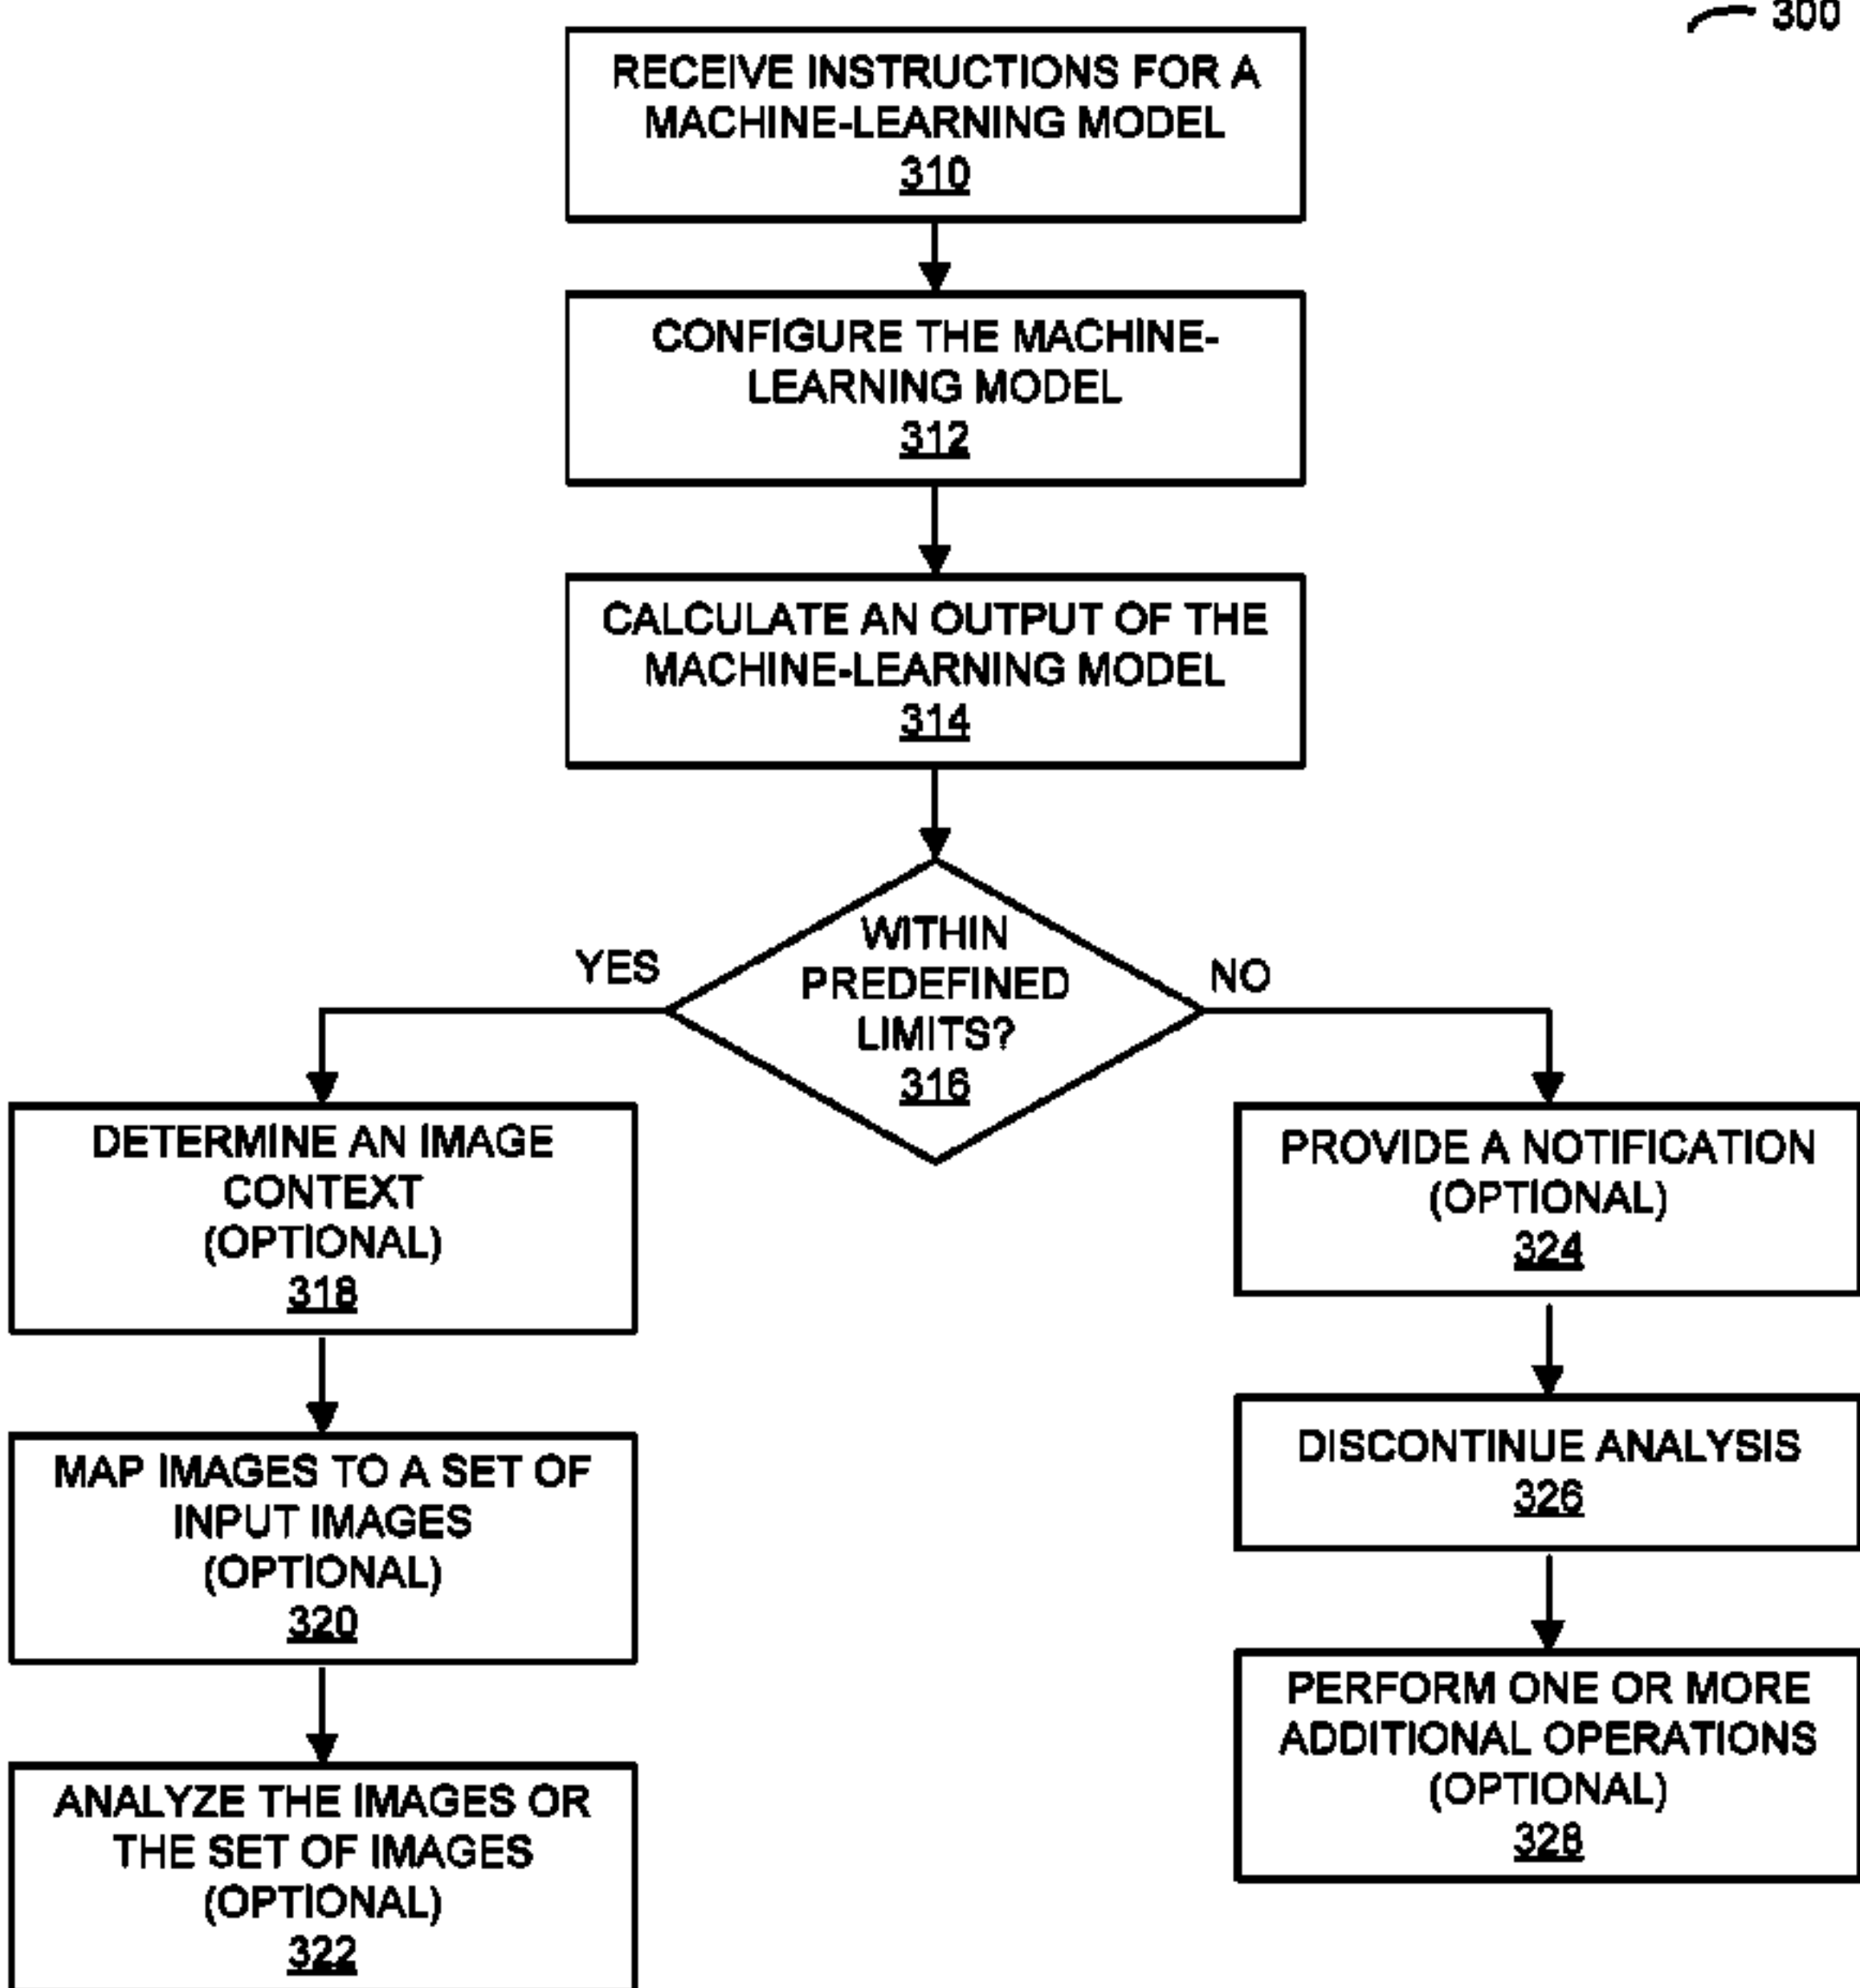 300
RECEIVE INSTRUCTIONS FOR A
MACHINE-LEARNING MODEL
310
CONFIGURE THE MACHINE-
LEARNING MODEL
312
CALCULATE AN OUTPUT OF THE
MACHINE-LEARNING MODEL
314
WITHIN
PREDEFINED
LIMITS?
316
YES
NO
DETERMINE AN IMAGE
CONTEXT
(OPTIONAL)
318
MAP IMAGES TO A SET OF
INPUT IMAGES
(OPTIONAL)
320
ANALYZE THE IMAGES OR
THE SET OF IMAGES
(OPTIONAL)
322
PROVIDE A NOTIFICATION
(OPTIONAL)
324
DISCONTINUE ANALYSIS
326
PERFORM ONE OR MORE
ADDITIONAL OPERATIONS
(OPTIONAL)
328